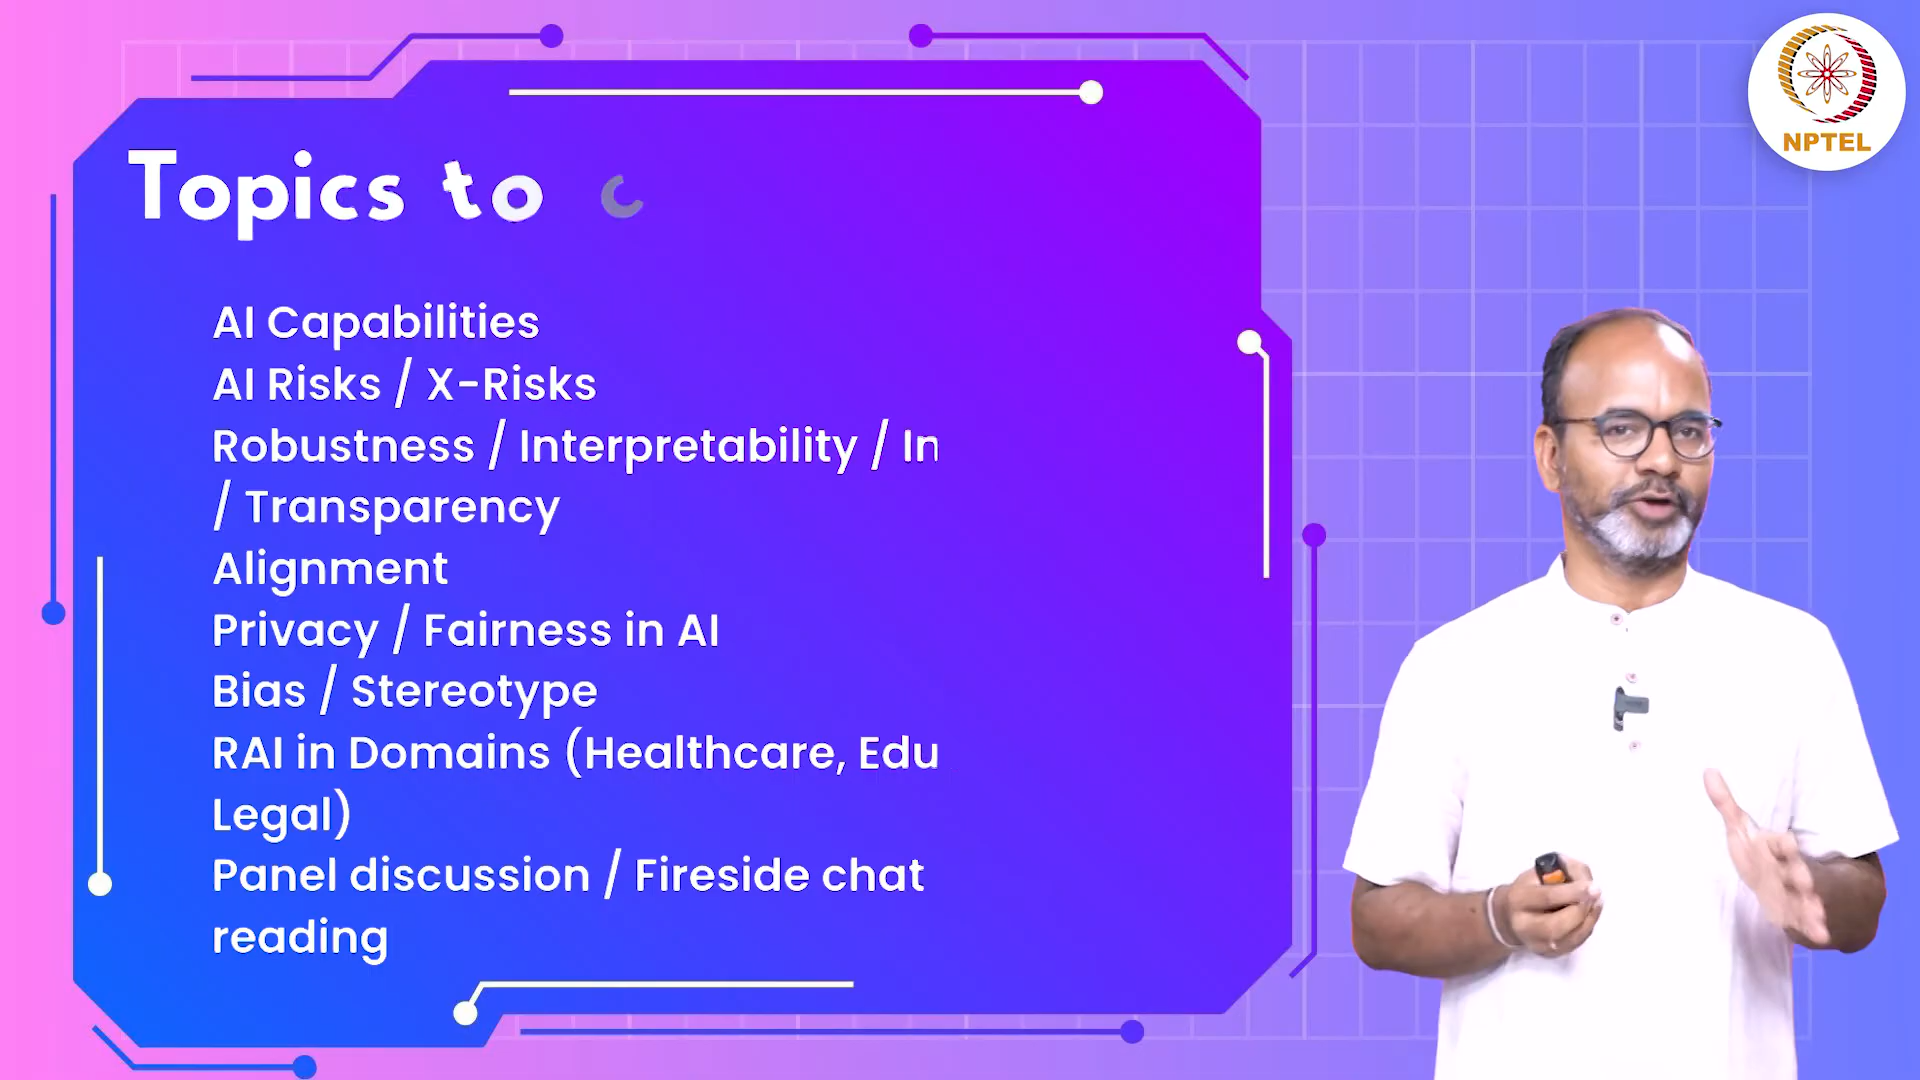 Topics to c
AI Capabilities
AI Risks / X-Risks
Robustness / Interpretability / In
/ Transparency
Alignment
Privacy / Fairness in AI
Bias / Stereotype
RAI in Domains (Healthcare, Edu
Legal)
Panel discussion / Fireside chat
reading
NPTEL